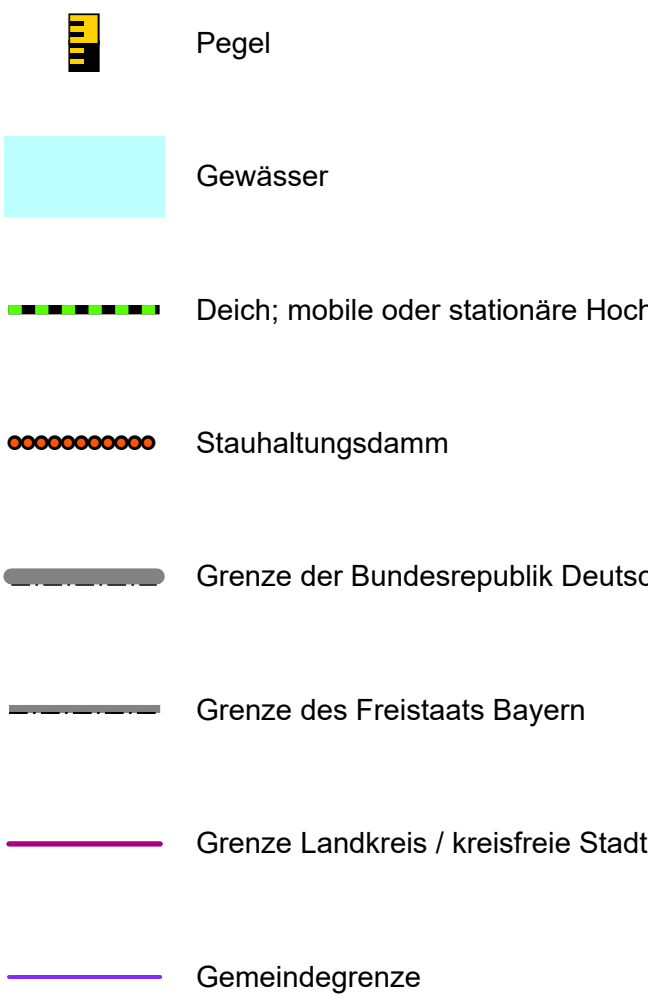 Pegel
Gewässer
Deich; mobile oder stationäre
Stauhaltungsdamm
Grenze der Bundesrepublik
Grenze des Freistaats Bayern
Grenze Landkreis / kreisfreie Stadt
Gemeindegrenze